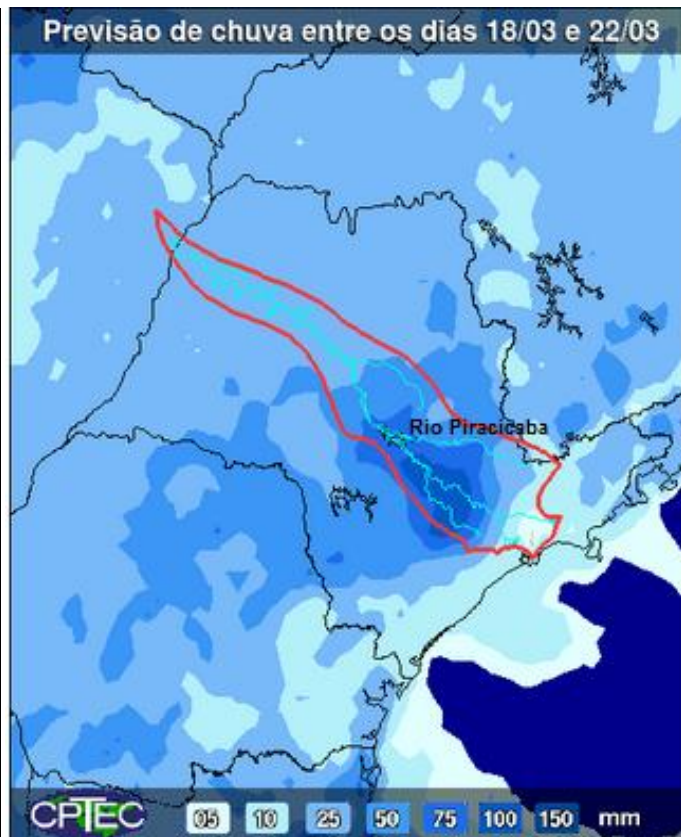 Previsão de chuva entre os dias 18/03 e 22/03
Rio Piracicaba
CPTEC 05 10 25 50 75 100 150 mm